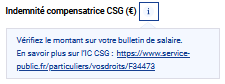 Indemnité compensatrice CSG (€) i
Vérifiez le montant sur votre bulletin de salaire.
En savoir plus sur l'IC CSG : https://www.service-
public.fr/particuliers/vosdroits/F34473